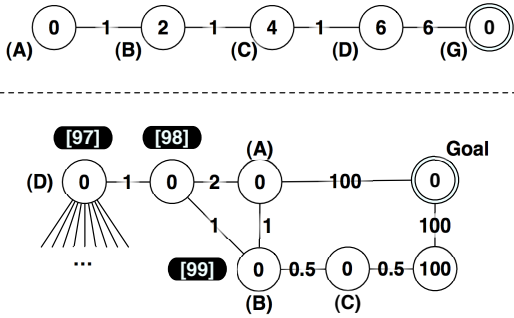 0 1 2 1 4 1 6 6 0
(A) (B) (C) (D) (G)
[97] [98]
(A) Goal
(D) 0 1 0 2 0 100 0
1 1 100
...
[99] 0 0.5 0 0.5 100
(B) (C)